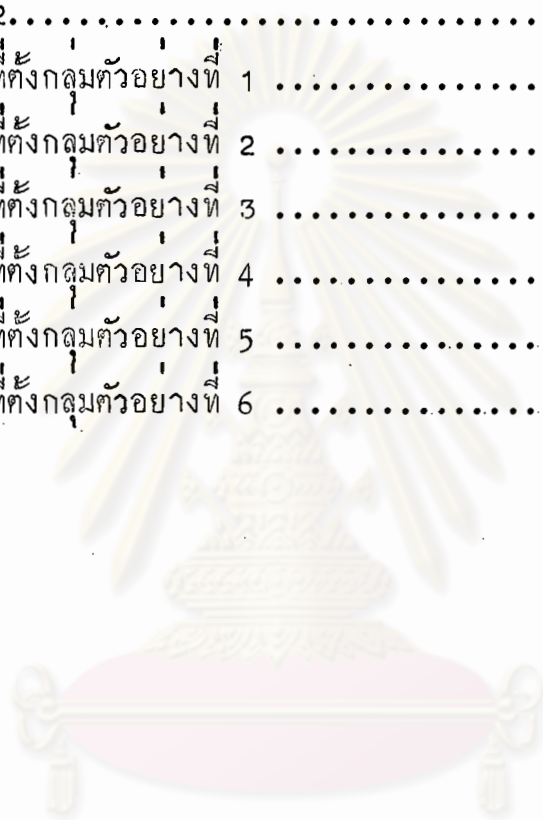 2..................................
ที่ตั้งกลุ่มตัวอย่างที่ 1 ................
ที่ตั้งกลุ่มตัวอย่างที่ 2 ................
ที่ตั้งกลุ่มตัวอย่างที่ 3 ................
ที่ตั้งกลุ่มตัวอย่างที่ 4 ................
ที่ตั้งกลุ่มตัวอย่างที่ 5 ................
ที่ตั้งกลุ่มตัวอย่างที่ 6 ................